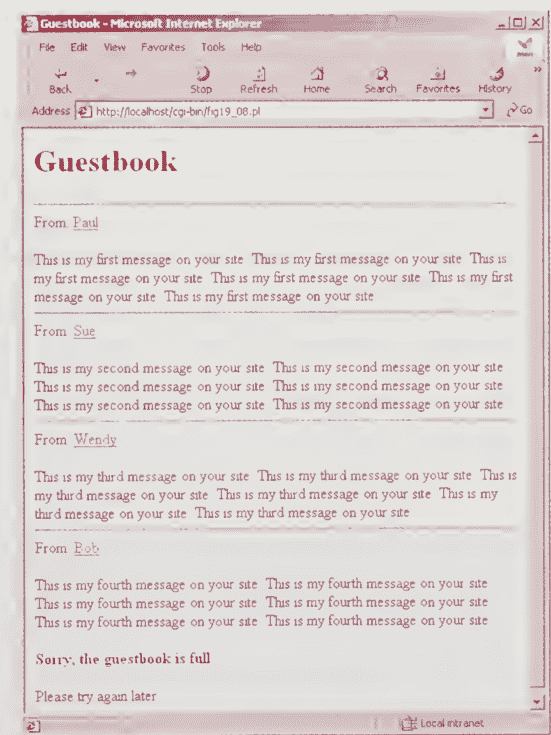 Guestbook - Microsoft Internet Explorer
File Edit View Favorites Tools Help
Back Stop Refresh Home Search Favorites History
Address http://localhost/cgi-bin/fig19_08.pl Go
Guestbook
From Paul
This is my first message on your site This is my first message on your site This is
my first message on your site This is my first message on your site This is my first
message on your site This is my first message on your site
From Sue
This is my second message on your site This is my second message on your site
This is my second message on your site This is my second message on your site
This is my second message on your site This is my second message on your site
From Wendy
This is my third message on your site This is my third message on your site This is
my third message on your site This is my third message on your site This is my
third message on your site This is my third message on your site
From Bob
This is my fourth message on your site This is my fourth message on your site
This is my fourth message on your site This is my fourth message on your site
This is my fourth message on your site This is my fourth message on your site
Sorry, the guestbook is full
Please try again later
Local intranet